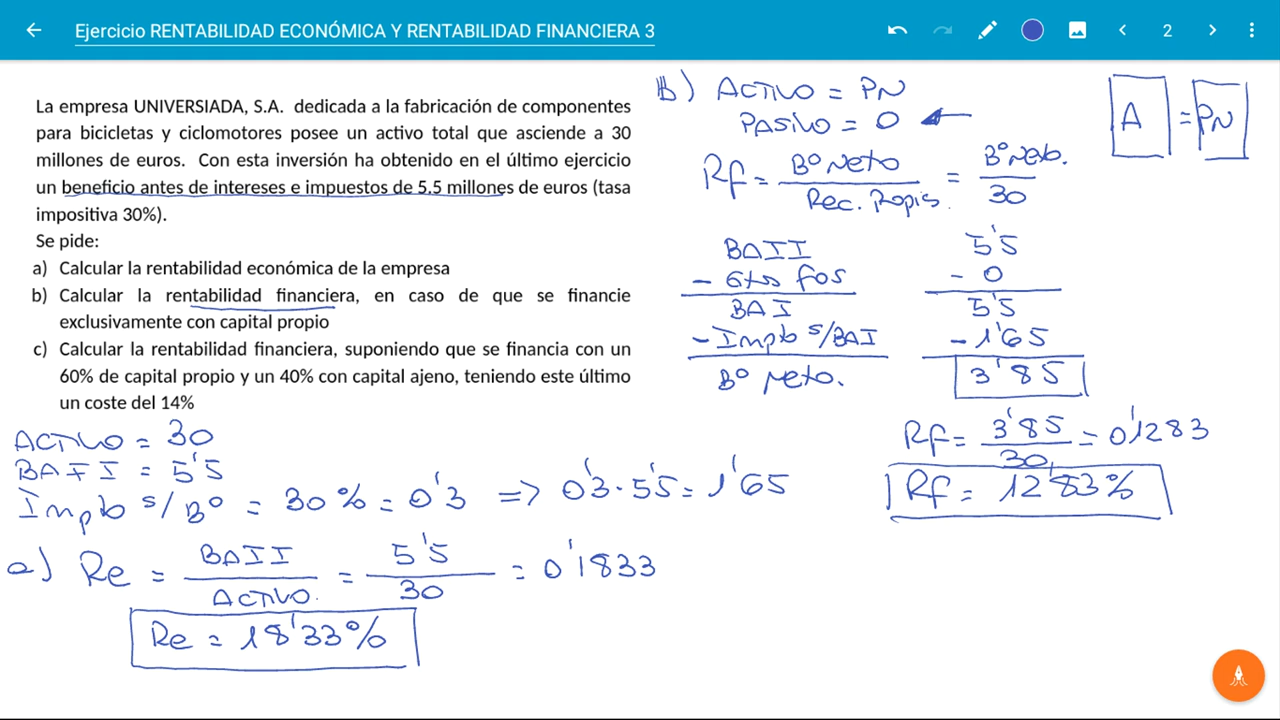 Ejercicio RENTABILIDAD ECONÓMICA Y RENTABILIDAD FINANCIERA 3
2
La empresa UNIVERSIADA, S.A. dedicada a la fabricación de componentes
para bicicletas y ciclomotores posee un activo total que asciende a 30
millones de euros. Con esta inversión ha obtenido en el último ejercicio
un beneficio antes de intereses e impuestos de 5.5 millones de euros (tasa
impositiva 30%).
Se pide:
a) Calcular la rentabilidad económica de la empresa
b) Calcular la rentabilidad financiera, en caso de que se financie
exclusivamente con capital propio
c) Calcular la rentabilidad financiera, suponiendo que se financia con un
60% de capital propio y un 40% con capital ajeno, teniendo este último
un coste del 14%
ACTIVO = 30
BAII = 5'5
Impto s/Bº = 30% = 0'3 => 0'3·5'5 = 1'65
a) Re = BAII / ACTIVO = 5'5 / 30 = 0'1833
Re = 18'33%
B) ACTIVO = PN
PASIVO = 0
A = PN
Rf = Bº Neto / Rec. Propis. = Bº Neto. / 30
BAII 5'5
- Gtos fos - 0
BAI 5'5
- Impto s/BAI - 1'65
Bº Neto. 3'85
Rf = 3'85 / 30 = 0'1283
Rf = 12'83%